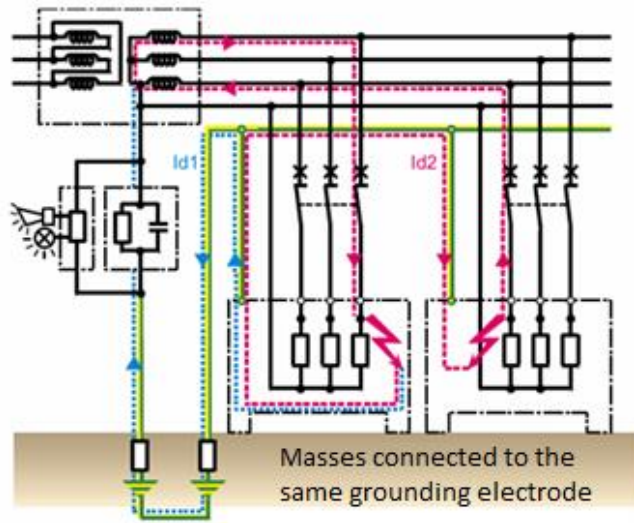 Id1
Id2
Masses connected to the
same grounding electrode